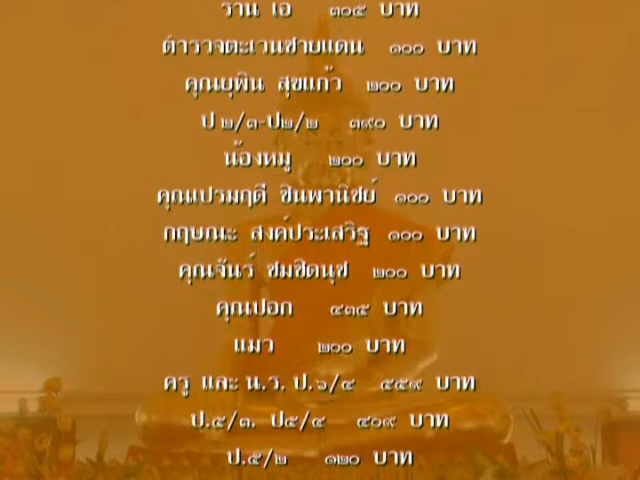 ร้าน เอ ๓๐๕ บาท
ตำรวจตะเวนชายแดน ๑๐๐ บาท
คุณยุพิน สุขแก้ว ๒๐๐ บาท
ป ๒/๓-ป๒/๒ ๓๙๐ บาท
น้องหมู ๒๐๐ บาท
คุณเปรมฤดี ชินพานิชย์ ๑๐๐ บาท
กฤษณะ สงค์ประเสริฐ ๑๐๐ บาท
คุณจันร์ ชมชิดนุช ๒๐๐ บาท
คุณปอก ๔๓๕ บาท
แมว ๒๐๐ บาท
ครู และ น.ร. ป.๖/๔ ๕๕๙ บาท
ป.๕/๓. ป๕/๔ ๔๐๙ บาท
ป.๕/๒ ๑๒๐ บาท